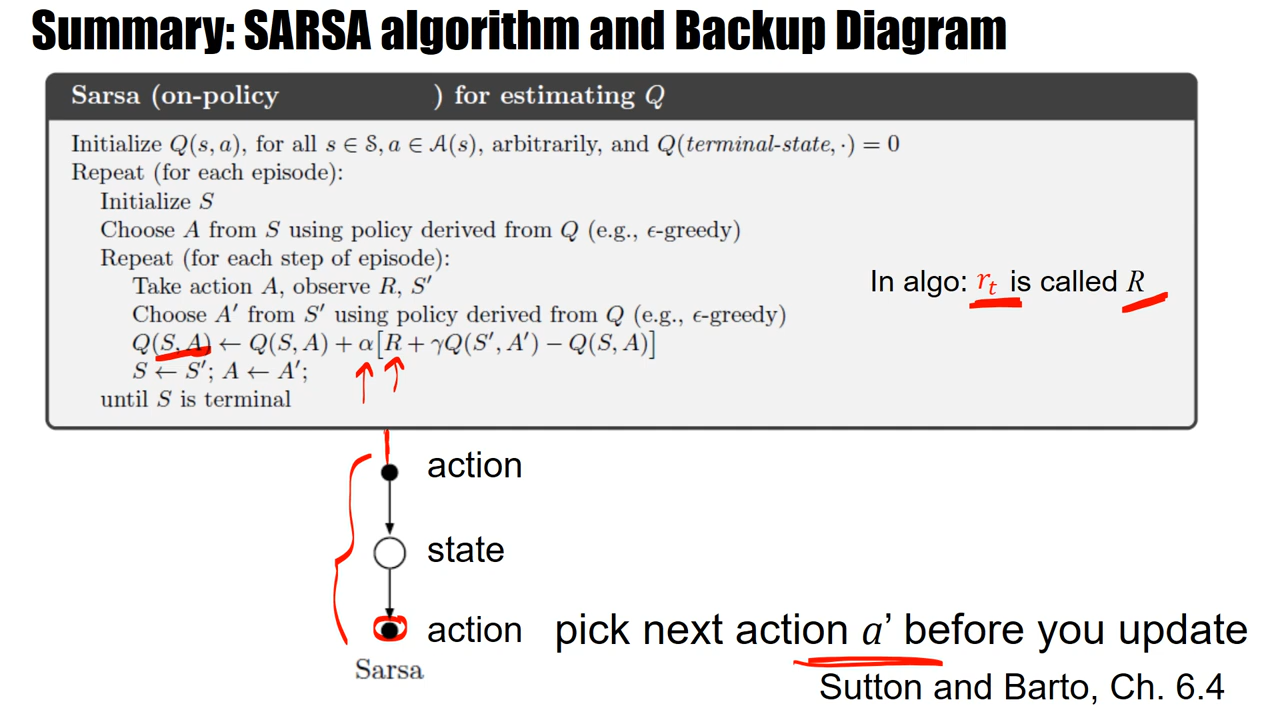 Summary: SARSA algorithm and Backup Diagram
Sarsa (on-policy ) for estimating Q
Initialize Q(s, a), for all s ∈ 𝒮, a ∈ 𝒜(s), arbitrarily, and Q(terminal-state, ·) = 0
Repeat (for each episode):
Initialize S
Choose A from S using policy derived from Q (e.g., ϵ-greedy)
Repeat (for each step of episode):
Take action A, observe R, S′
Choose A′ from S′ using policy derived from Q (e.g., ϵ-greedy)
Q(S, A) ← Q(S, A) + α[R + γQ(S′, A′) − Q(S, A)]
S ← S′; A ← A′;
until S is terminal
In algo: r_t is called R
action
state
action
pick next action a’ before you update
Sarsa
Sutton and Barto, Ch. 6.4